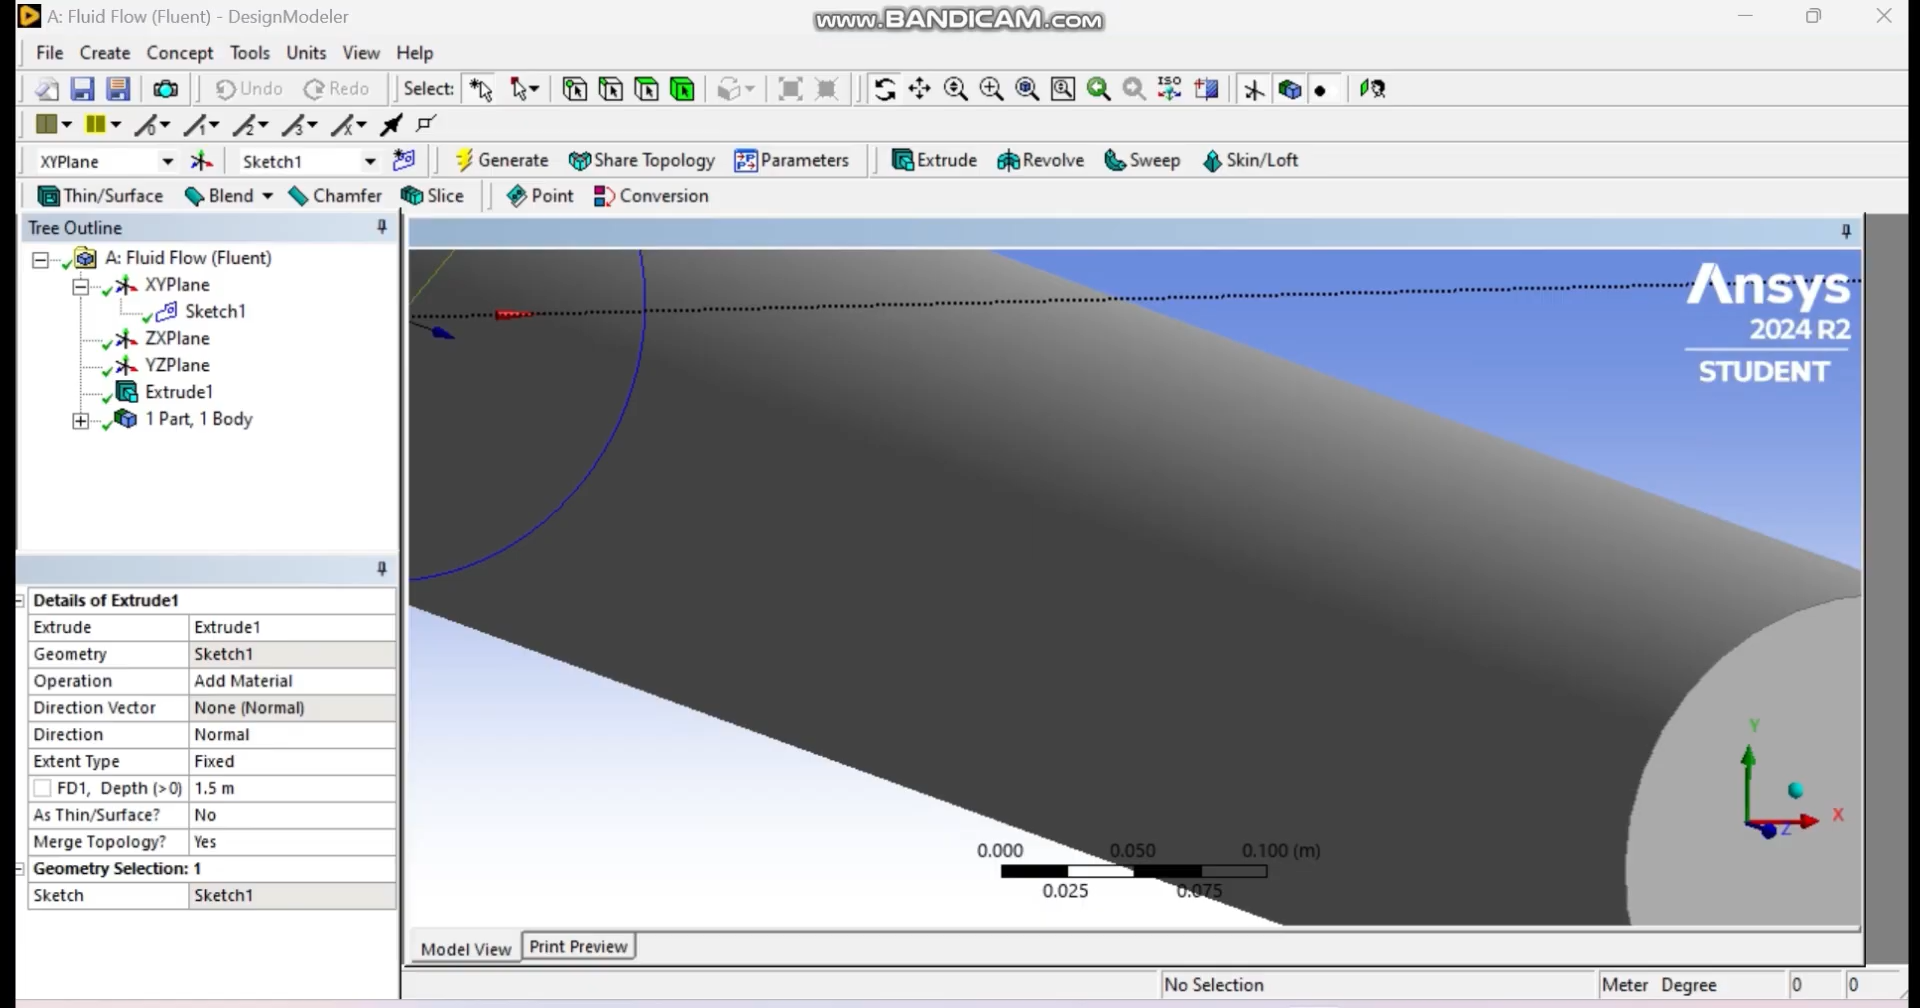 A: Fluid Flow (Fluent) - DesignModeler
www.BANDICAM.com
File Create Concept Tools Units View Help
Undo Redo Select: ISO
XYPlane Sketch1 Generate Share Topology Parameters Extrude Revolve Sweep Skin/Loft
Thin/Surface Blend Chamfer Slice Point Conversion
Tree Outline
A: Fluid Flow (Fluent)
XYPlane
Sketch1
ZXPlane
YZPlane
Extrude1
1 Part, 1 Body
Details of Extrude1
Extrude Extrude1
Geometry Sketch1
Operation Add Material
Direction Vector None (Normal)
Direction Normal
Extent Type Fixed
FD1, Depth (>0) 1.5 m
As Thin/Surface? No
Merge Topology? Yes
Geometry Selection: 1
Sketch Sketch1
Ansys
2024 R2
STUDENT
Y
X
Z
0.000 0.050 0.100 (m)
0.025 0.075
Model View Print Preview
No Selection Meter Degree 0 0